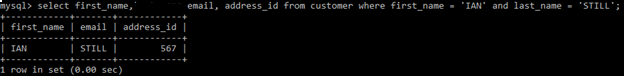 mysql> select first_name, email, address_id from customer where first_name = 'IAN' and last_name = 'STILL';
+------------+-------+------------+
| first_name | email | address_id |
+------------+-------+------------+
| IAN | STILL | 567 |
+------------+-------+------------+
1 row in set (0.00 sec)